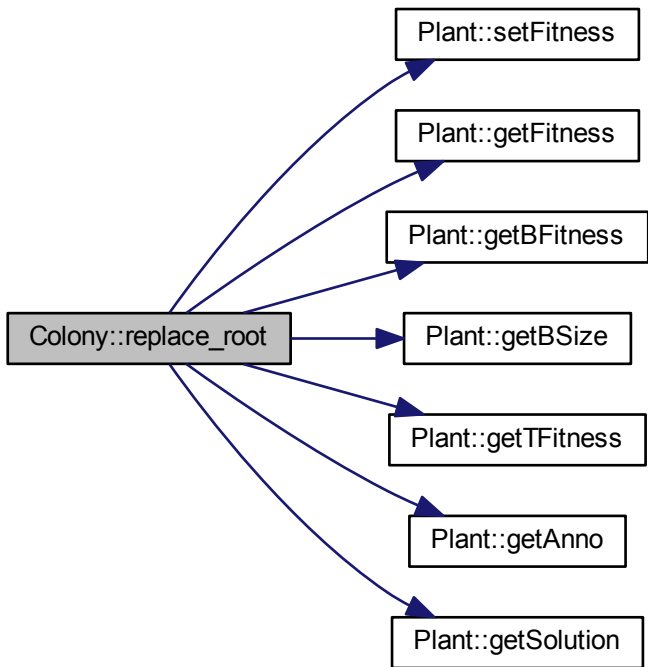 Plant::setFitness
Plant::getFitness
Plant::getBFitness
Colony::replace_root
Plant::getBSize
Plant::getTFitness
Plant::getAnno
Plant::getSolution